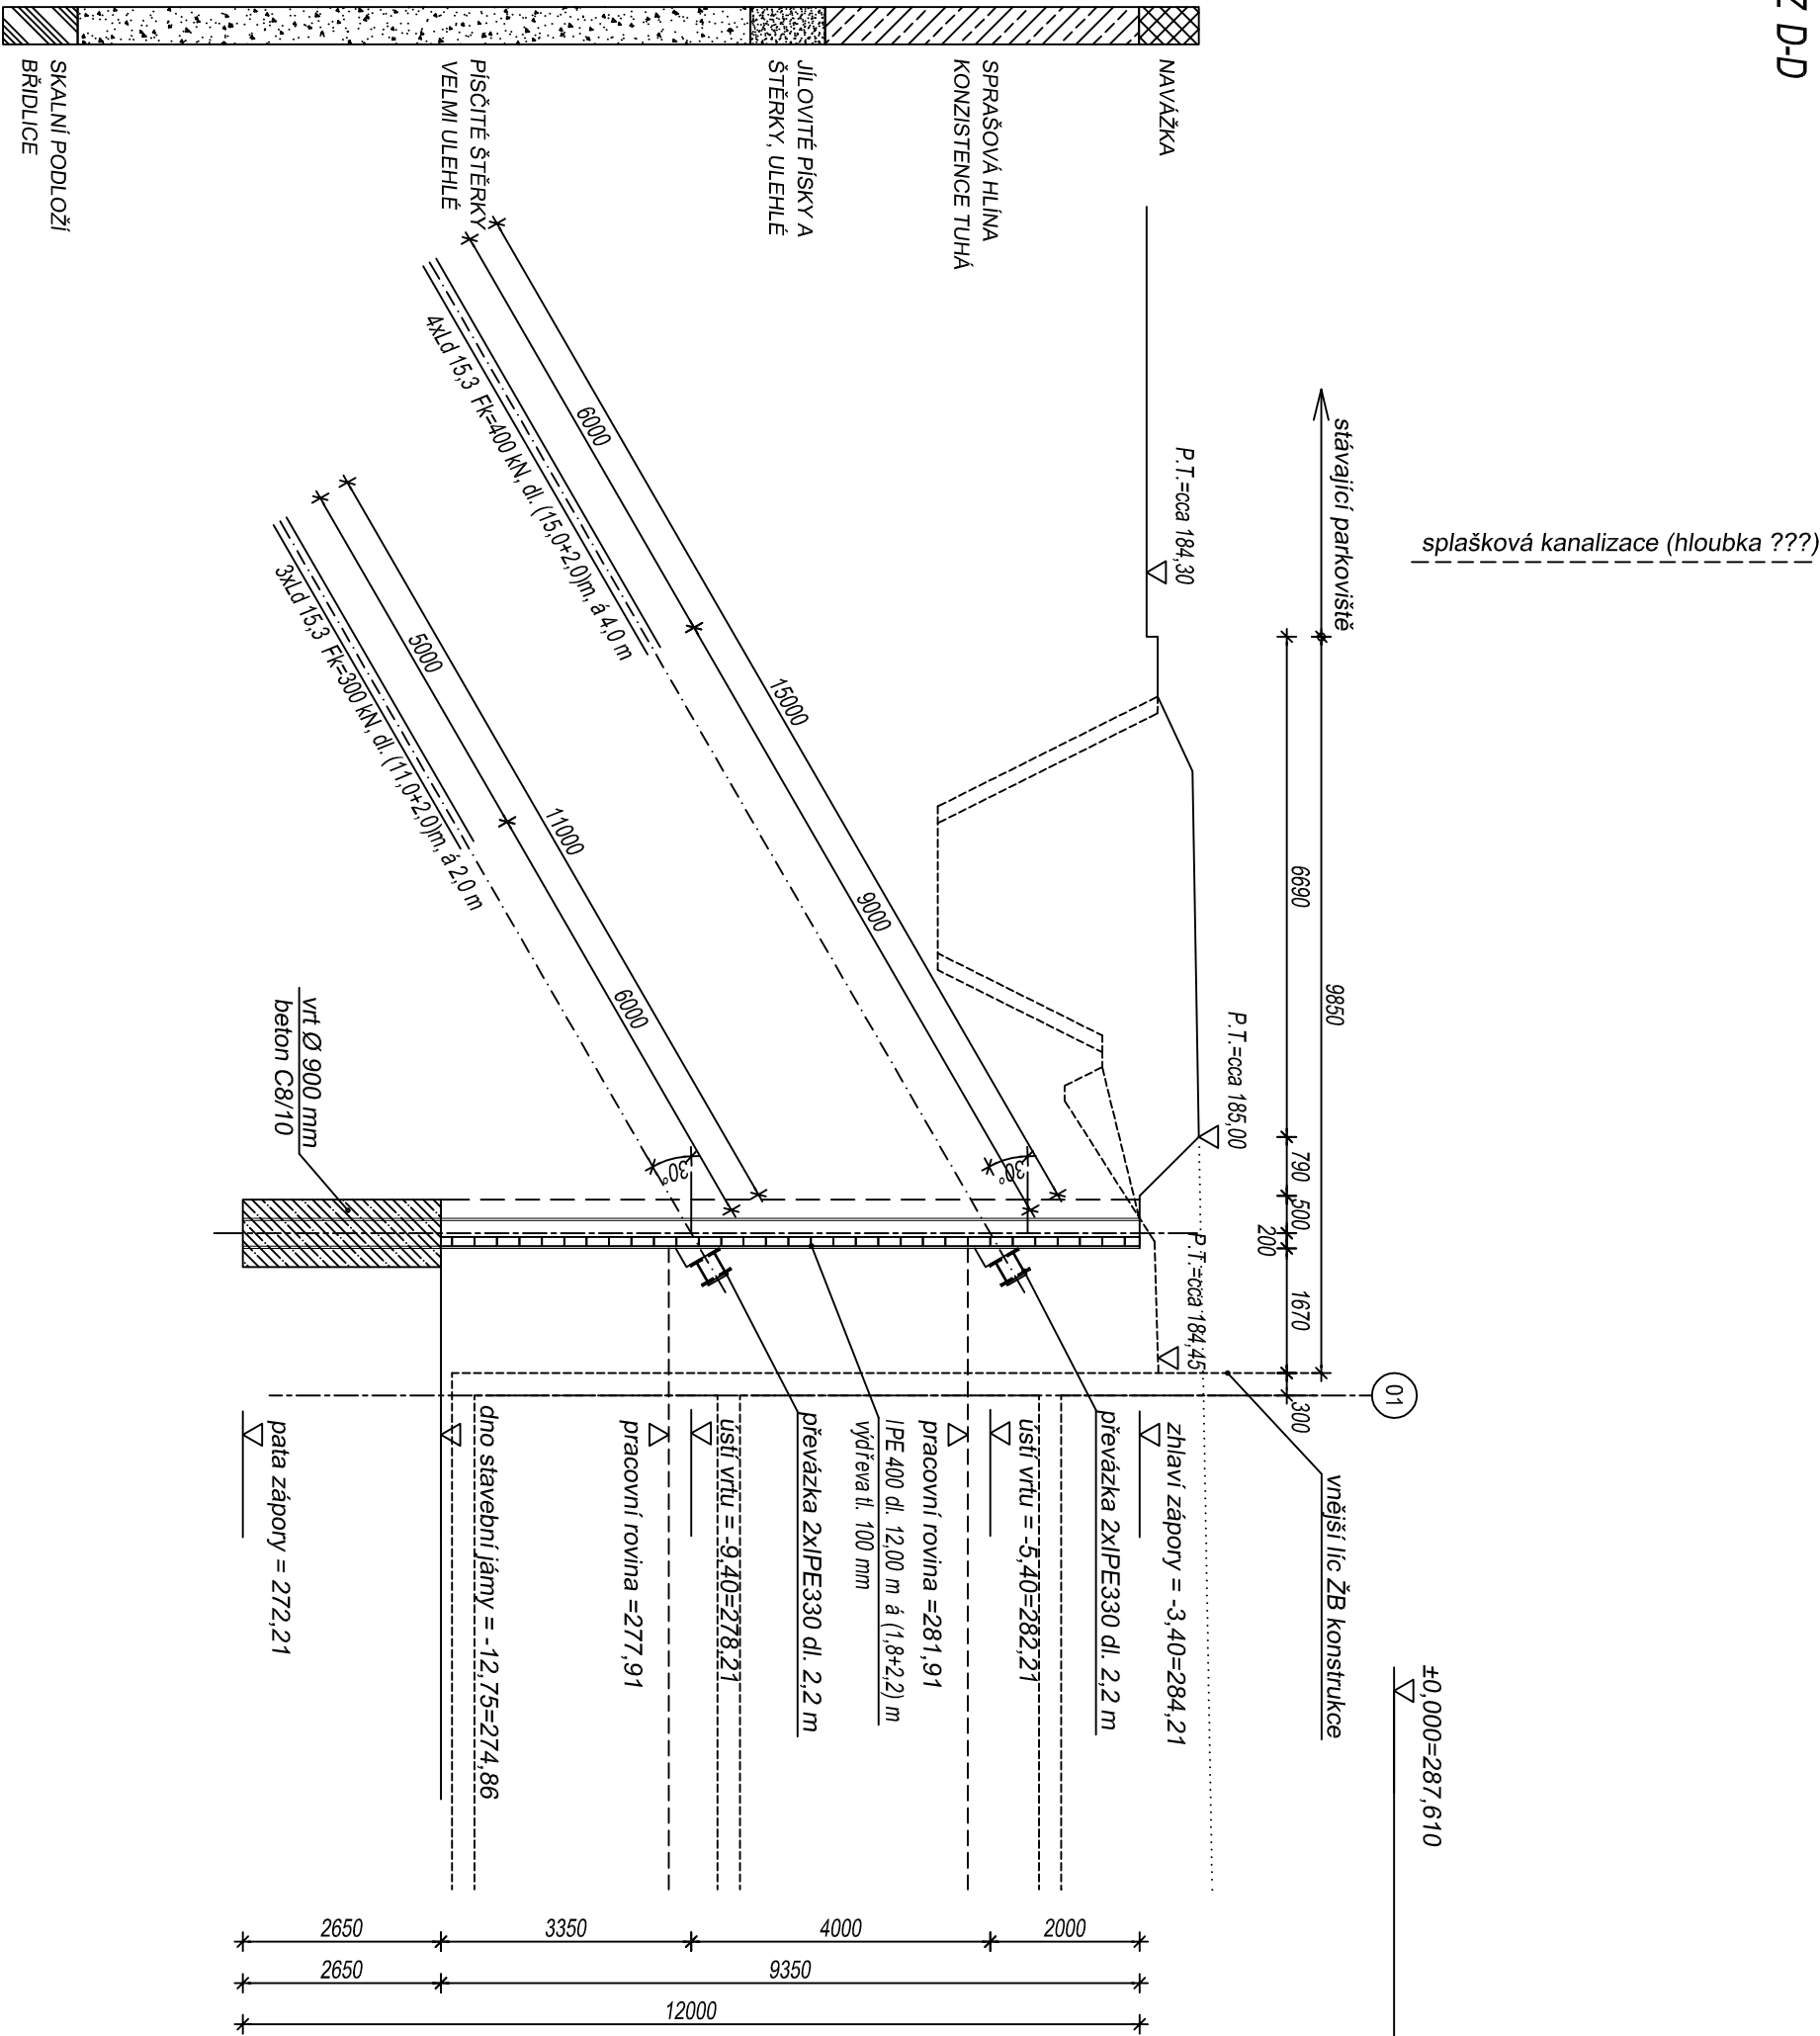 Z D-D
splašková kanalizace (hloubka ???)
±0,000=287,610
stávající parkoviště
9850
6690
790
500
200
1670
300
01
P.T.=cca 184,30
P.T.=cca 185,00
P.T.=cca 184,45
vnější líc ŽB konstrukce
NAVÁŽKA
SPRAŠOVÁ HLÍNA
KONZISTENCE TUHÁ
JÍLOVITÉ PÍSKY A
ŠTĚRKY, ULEHLÉ
PÍSČITÉ ŠTĚRKY
VELMI ULEHLÉ
SKALNÍ PODLOŽÍ
BŘIDLICE
15000
6000
9000
4xLd 15,3 Fk=400 kN, dl. (15,0+2,0)m, á 4,0 m
30°
11000
5000
6000
3xLd 15,3 Fk=300 kN, dl. (11,0+2,0)m, á 2,0 m
30°
vrt Ø 900 mm
beton C8/10
zhlaví zápory = -3,40=284,21
převázka 2xIPE330 dl. 2,2 m
ústí vrtu = -5,40=282,21
pracovní rovina =281,91
IPE 400 dl. 12,00 m á (1,8+2,2) m
výdřeva tl. 100 mm
převázka 2xIPE330 dl. 2,2 m
ústí vrtu = -9,40=278,21
pracovní rovina =277,91
dno stavební jámy = -12,75=274,86
pata zápory = 272,21
2650
3350
4000
2000
2650
9350
12000